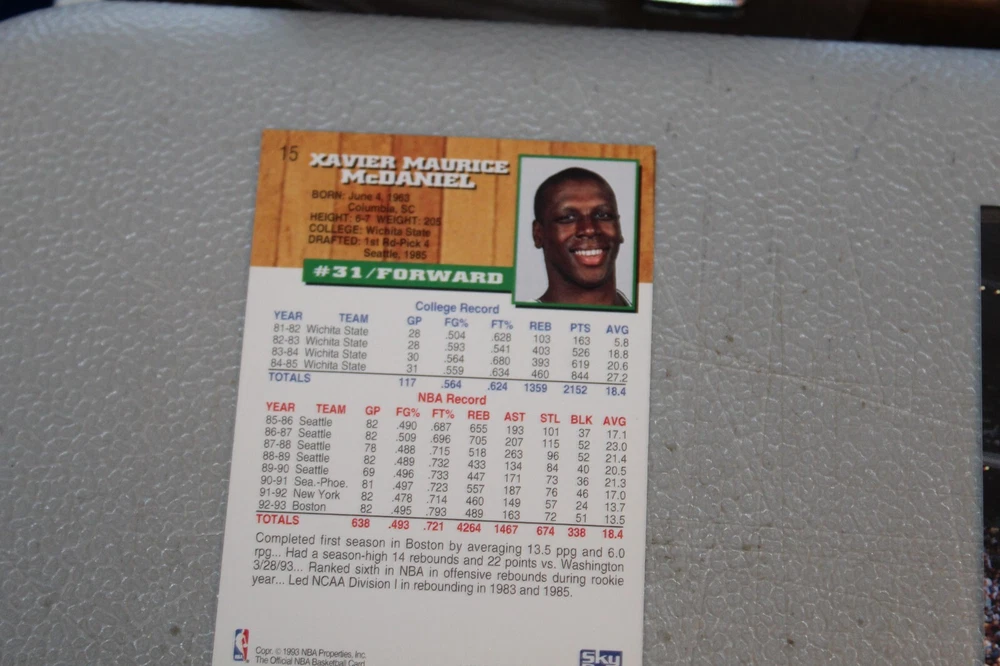 15
XAVIER MAURICE
McDANIEL
BORN: June 4, 1963
Columbia, SC
HEIGHT: 6-7 WEIGHT: 205
COLLEGE: Wichita State
DRAFTED: 1st Rd-Pick 4
Seattle, 1985
#31/FORWARD
College Record
YEAR TEAM GP FG% FT% REB PTS AVG
81-82 Wichita State 28 .504 .628 103 163 5.8
82-83 Wichita State 28 .593 .541 403 526 18.8
83-84 Wichita State 30 .564 .680 393 619 20.6
84-85 Wichita State 31 .559 .634 460 844 27.2
TOTALS 117 .564 .624 1359 2152 18.4
NBA Record
YEAR TEAM GP FG% FT% REB AST STL BLK AVG
85-86 Seattle 82 .490 .687 655 193 101 37 17.1
86-87 Seattle 82 .509 .696 705 207 115 52 23.0
87-88 Seattle 78 .488 .715 518 263 96 52 21.4
88-89 Seattle 82 .489 .732 433 134 84 40 20.5
89-90 Seattle 69 .496 .733 447 171 73 36 21.3
90-91 Sea.-Phoe. 81 .497 .723 557 187 76 46 17.0
91-92 New York 82 .478 .714 460 149 57 24 13.7
92-93 Boston 82 .495 .793 489 163 72 51 13.5
TOTALS 638 .493 .721 4264 1467 674 338 18.4
Completed first season in Boston by averaging 13.5 ppg and 6.0
rpg... Had a season-high 14 rebounds and 22 points vs. Washington
3/28/93... Ranked sixth in NBA in offensive rebounds during rookie
year... Led NCAA Division I in rebounding in 1983 and 1985.
NBA
Copr. © 1993 NBA Properties, Inc.
The Official NBA Basketball Card
Sky